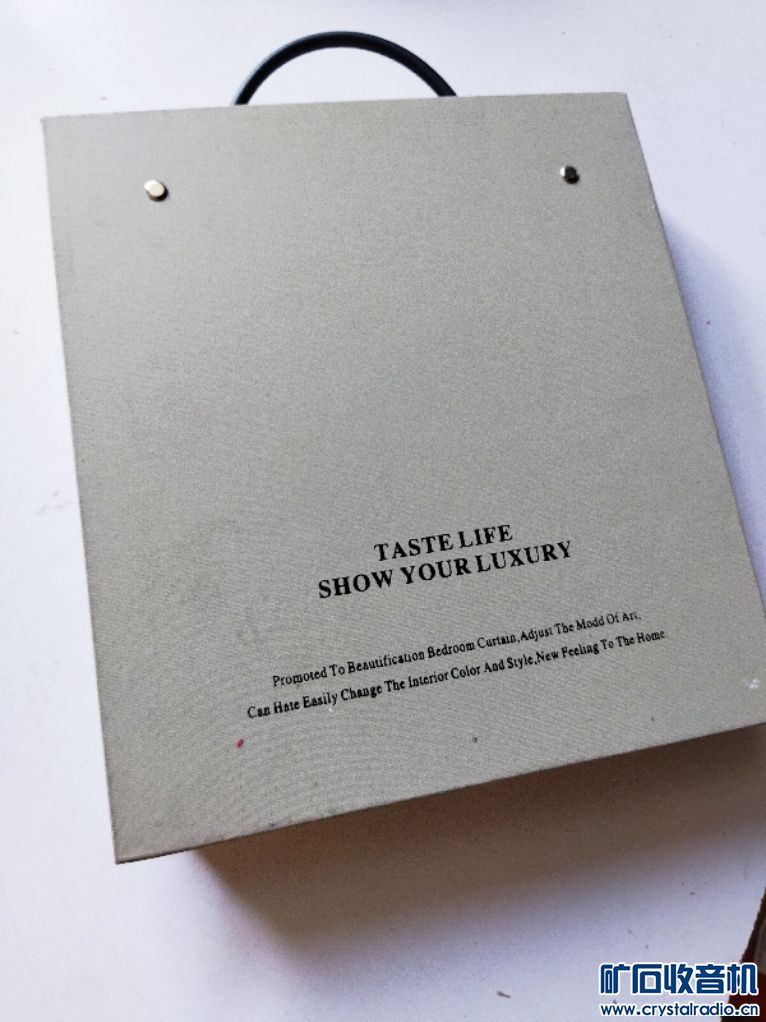 TASTE LIFE
SHOW YOUR LUXURY
Promoted To Beautification Bedroom Curtain,Adjust The Modd Of Art,
Can Hate Easily Change The Interior Color And Style,New Feeling To The Home
矿石收音机
www.crystalradio.cn